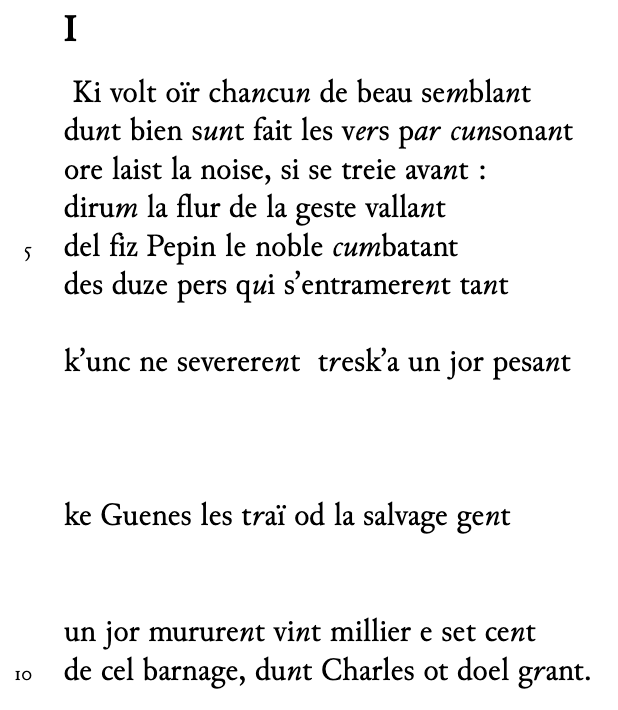 I
Ki volt oïr chancun de beau semblant
dunt bien sunt fait les vers par cunsonant
ore laist la noise, si se treie avant :
dirum la flur de la geste vallant
5 del fiz Pepin le noble cumbatant
des duze pers qui s’entramerent tant
k’unc ne severerent tresk’a un jor pesant
ke Guenes les traï od la salvage gent
un jor mururent vint millier e set cent
10 de cel barnage, dunt Charles ot doel grant.